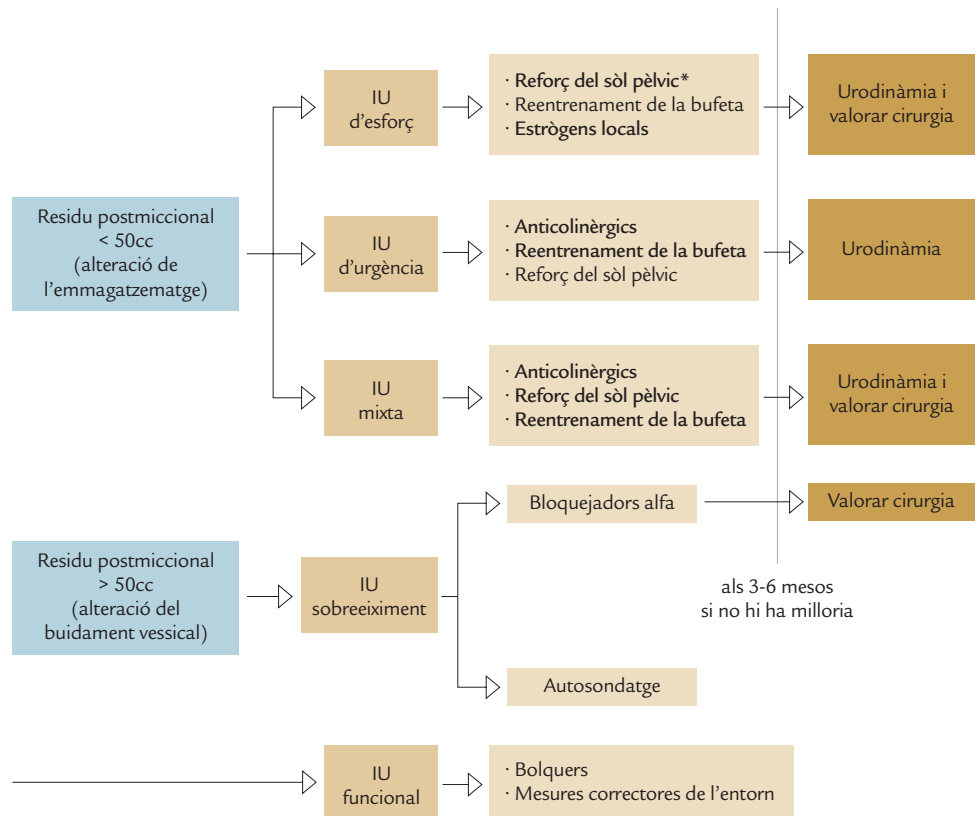 Residu postmiccional
< 50cc
(alteració de
l'emmagatzematge)
IU
d'esforç
· Reforç del sòl pèlvic*
· Reentrenament de la bufeta
· Estrògens locals
Urodinàmia i
valorar cirurgia
IU
d'urgència
· Anticolinèrgics
· Reentrenament de la bufeta
· Reforç del sòl pèlvic
Urodinàmia
IU
mixta
· Anticolinèrgics
· Reforç del sòl pèlvic
· Reentrenament de la bufeta
Urodinàmia i
valorar cirurgia
Residu postmiccional
> 50cc
(alteració del
buidament vessical)
IU
sobreeiximent
Bloquejadors alfa
Valorar cirurgia
als 3-6 mesos
si no hi ha milloria
Autosondatge
IU
funcional
· Bolquers
· Mesures correctores de l'entorn